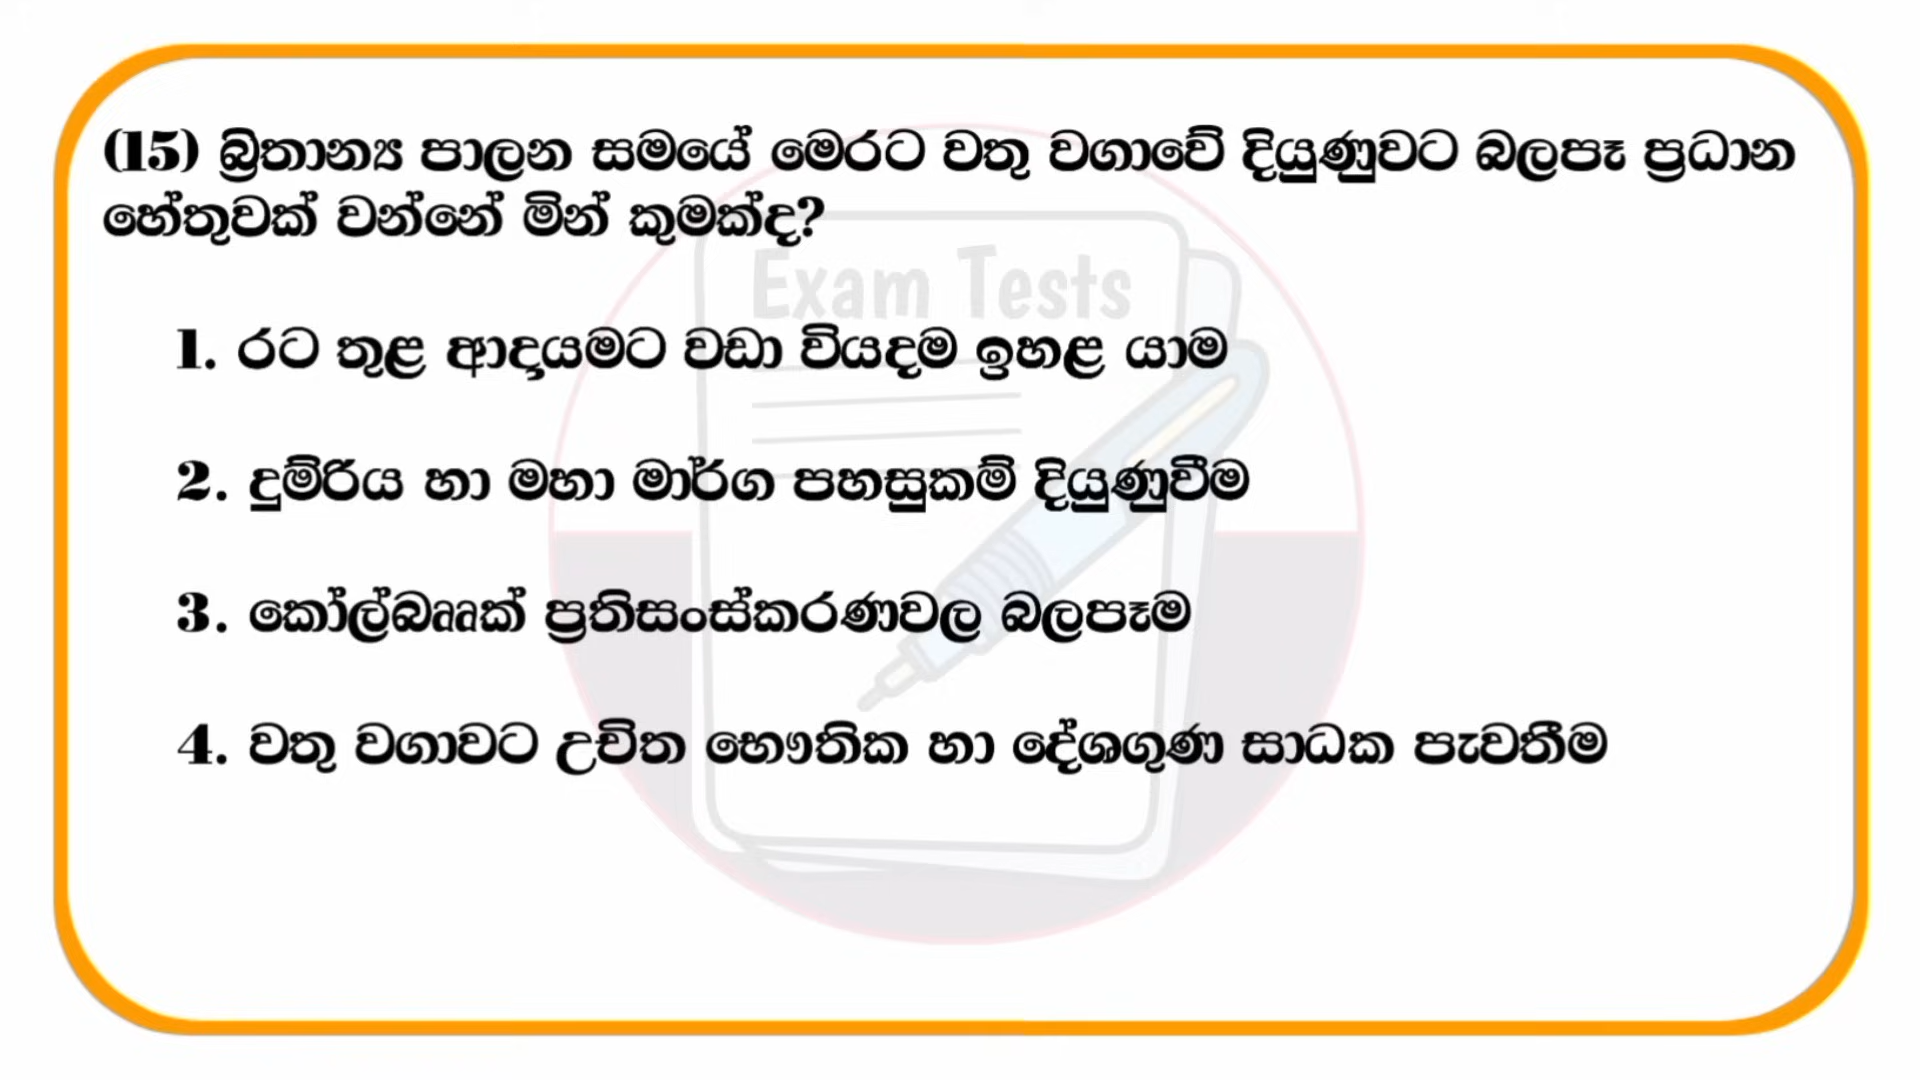 (15) බ්‍රිතාන්‍ය පාලන සමයේ මෙරට වතු වගාවේ දියුණුවට බලපෑ ප්‍රධාන
හේතුවක් වන්නේ මින් කුමක්ද?
Exam Tests
1. රට තුළ ආදායමට වඩා වියදම ඉහළ යාම
2. දුම්රිය හා මහා මාර්ග පහසුකම් දියුණුවීම
3. කෝල්බෲක් ප්‍රතිසංස්කරණවල බලපෑම
4. වතු වගාවට උචිත භෞතික හා දේශගුණ සාධක පැවතීම